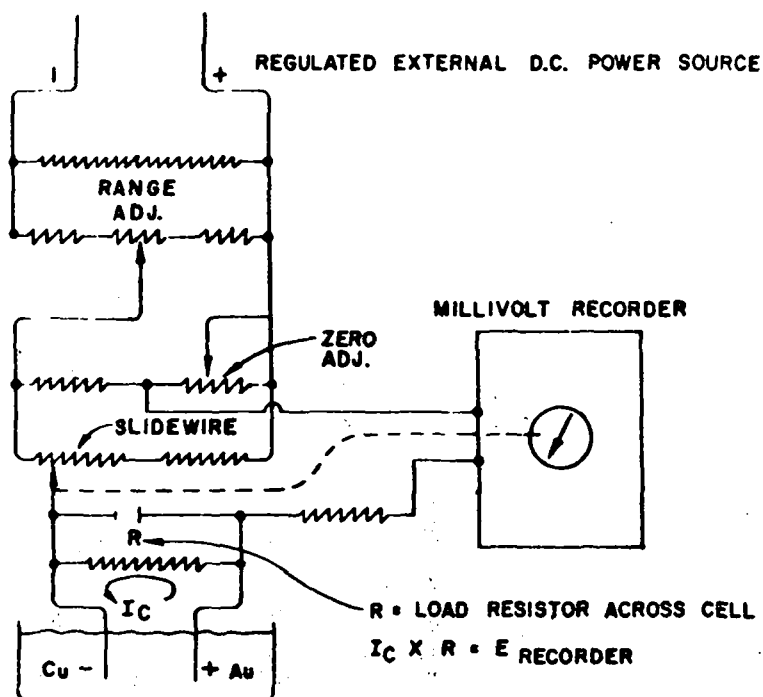 − +
REGULATED EXTERNAL D.C. POWER SOURCE
RANGE
ADJ.
MILLIVOLT RECORDER
ZERO
ADJ.
SLIDEWIRE
R
R = LOAD RESISTOR ACROSS CELL
IC
IC X R = E RECORDER
Cu − + Au